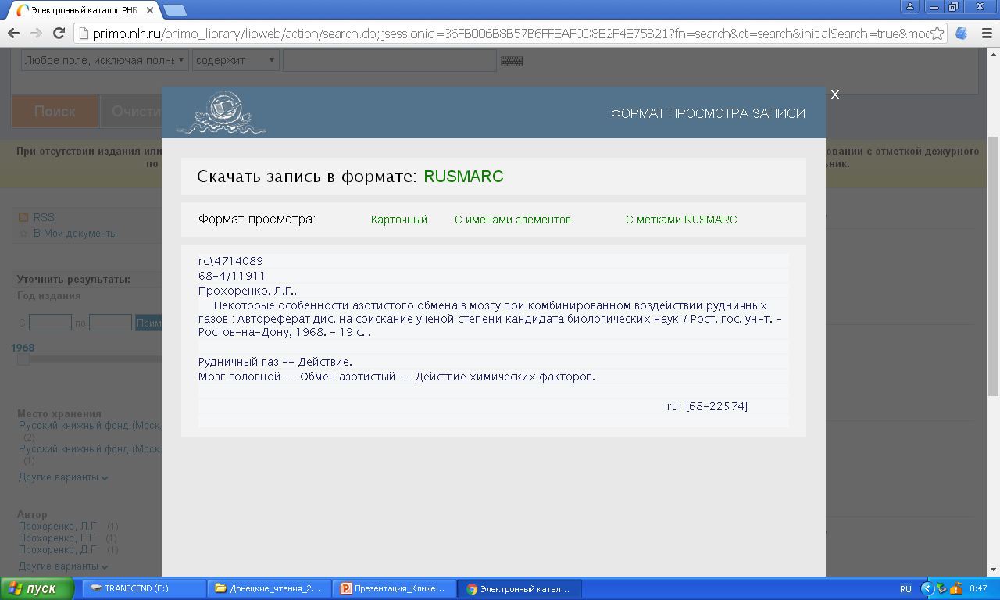 Электронный каталог РНБ
primo.nlr.ru/primo_library/libweb/action/search.do;jsessionid=36FB006B8B57B6FFEAF0D8E2F4E75B21?fn=search&ct=search&initialSearch=true&moc
Любое поле, исключая полны
содержит
Поиск
Очистит
ФОРМАТ ПРОСМОТРА ЗАПИСИ
X
При отсутствии издания или
овании с отметкой дежурного
по
ьник.
Скачать запись в формате: RUSMARC
RSS
В Мои документы
Формат просмотра: Карточный С именами элементов С метками RUSMARC
Уточнить результаты:
Год издания
С по Прим
1968
rc\4714089
68-4/11911
Прохоренко. Л.Г..
Некоторые особенности азотистого обмена в мозгу при комбинированном воздействии рудничных
газов : Автореферат дис. на соискание ученой степени кандидата биологических наук / Рост. гос. ун-т. -
Ростов-на-Дону, 1968. - 19 с. .
Рудничный газ -- Действие.
Мозг головной -- Обмен азотистый -- Действие химических факторов.
ru [68-22574]
Место хранения
Русский книжный фонд (Моск.
(2)
Русский книжный фонд (Моск.
(1)
Другие варианты
Автор
Прохоренко, Л.Г (1)
Прохоренко, Г.Г (1)
Прохоренко, Д.Г (1)
Другие варианты
пуск
TRANSCEND (F:)
Донецкие_чтения_2...
Презентация_Климе...
Электронный катал...
RU
8:47